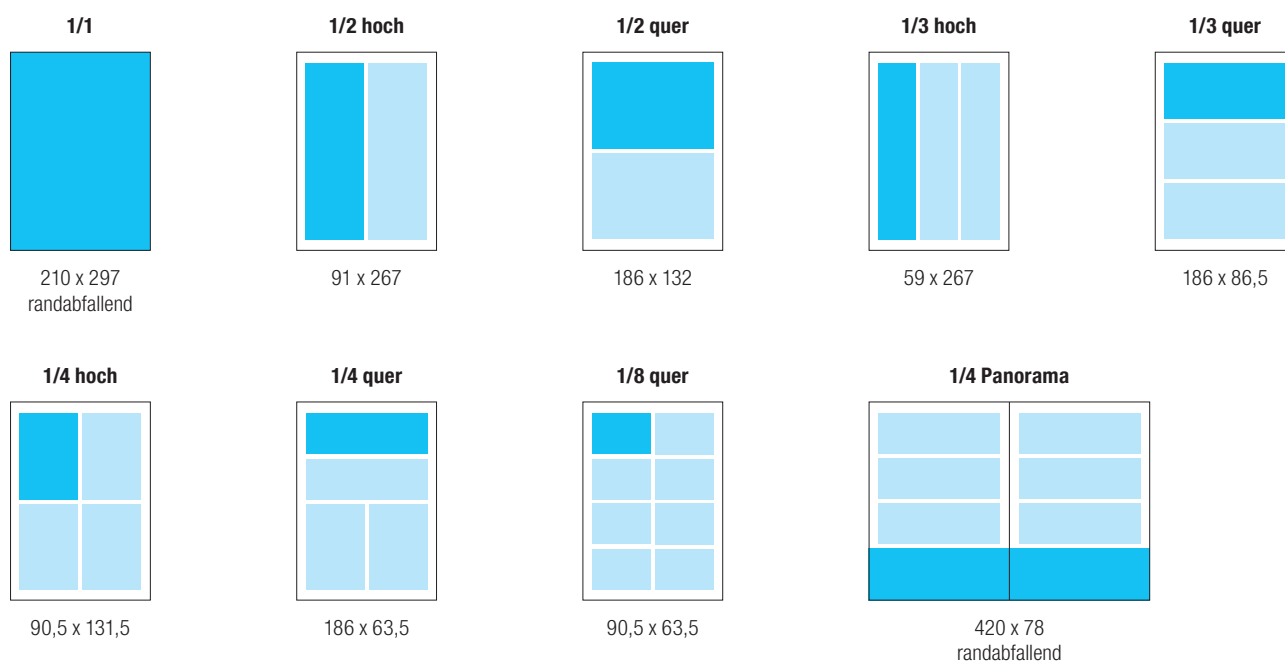 1/1
1/2 hoch
1/2 quer
1/3 hoch
1/3 quer
210 x 297
randabfallend
91 x 267
186 x 132
59 x 267
186 x 86,5
1/4 hoch
1/4 quer
1/8 quer
1/4 Panorama
90,5 x 131,5
186 x 63,5
90,5 x 63,5
420 x 78
randabfallend